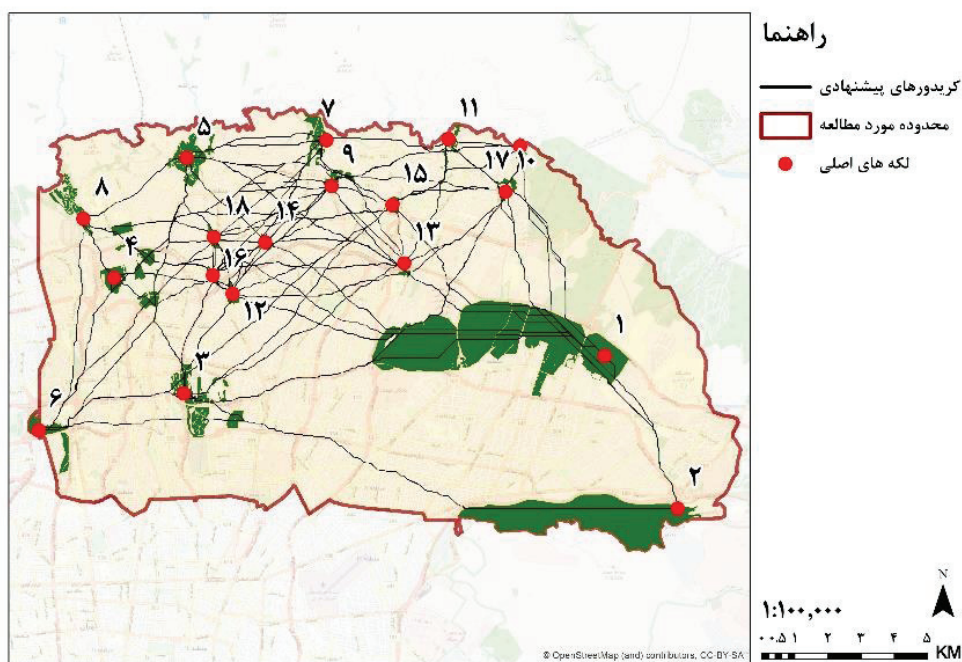 راهنما
کریدورهای پیشنهادی
محدوده مورد مطالعه
لکه های اصلی
۷
۱۱
۵
۹
۱۷
۱۰
۱۵
۸
۱۸
۱۴
۱۳
۴
۱۶
۱۲
۱
۳
۶
۲
N
۱:۱۰۰,۰۰۰
۰ ۰.۵ ۱ ۲ ۳ ۴ ۵
KM
© OpenStreetMap (and) contributors, CC-BY-SA